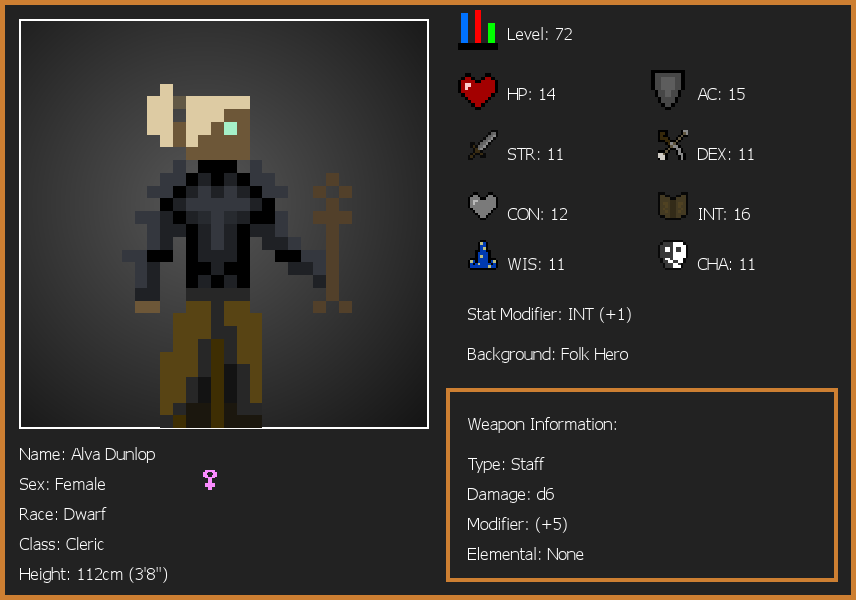 Level: 72
HP: 14
AC: 15
STR: 11
DEX: 11
CON: 12
INT: 16
WIS: 11
CHA: 11
Stat Modifier: INT (+1)
Background: Folk Hero
Weapon Information:
Type: Staff
Damage: d6
Modifier: (+5)
Elemental: None
Name: Alva Dunlop
Sex: Female
Race: Dwarf
Class: Cleric
Height: 112cm (3'8")